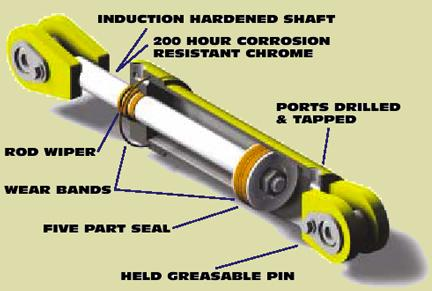 INDUCTION HARDENED SHAFT
200 HOUR CORROSION
RESISTANT CHROME
PORTS DRILLED
& TAPPED
ROD WIPER
WEAR BANDS
FIVE PART SEAL
HELD GREASABLE PIN